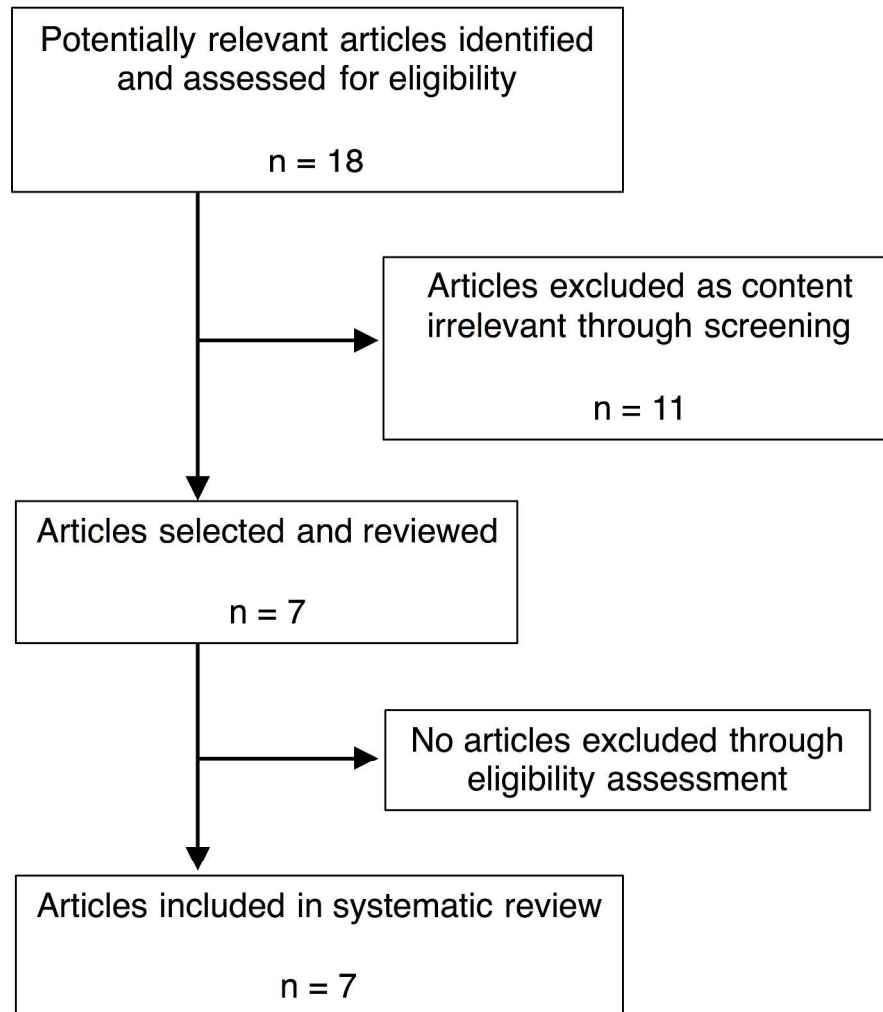 Potentially relevant articles identified
and assessed for eligibility
n = 18
Articles excluded as content
irrelevant through screening
n = 11
Articles selected and reviewed
n = 7
No articles excluded through
eligibility assessment
Articles included in systematic review
n = 7